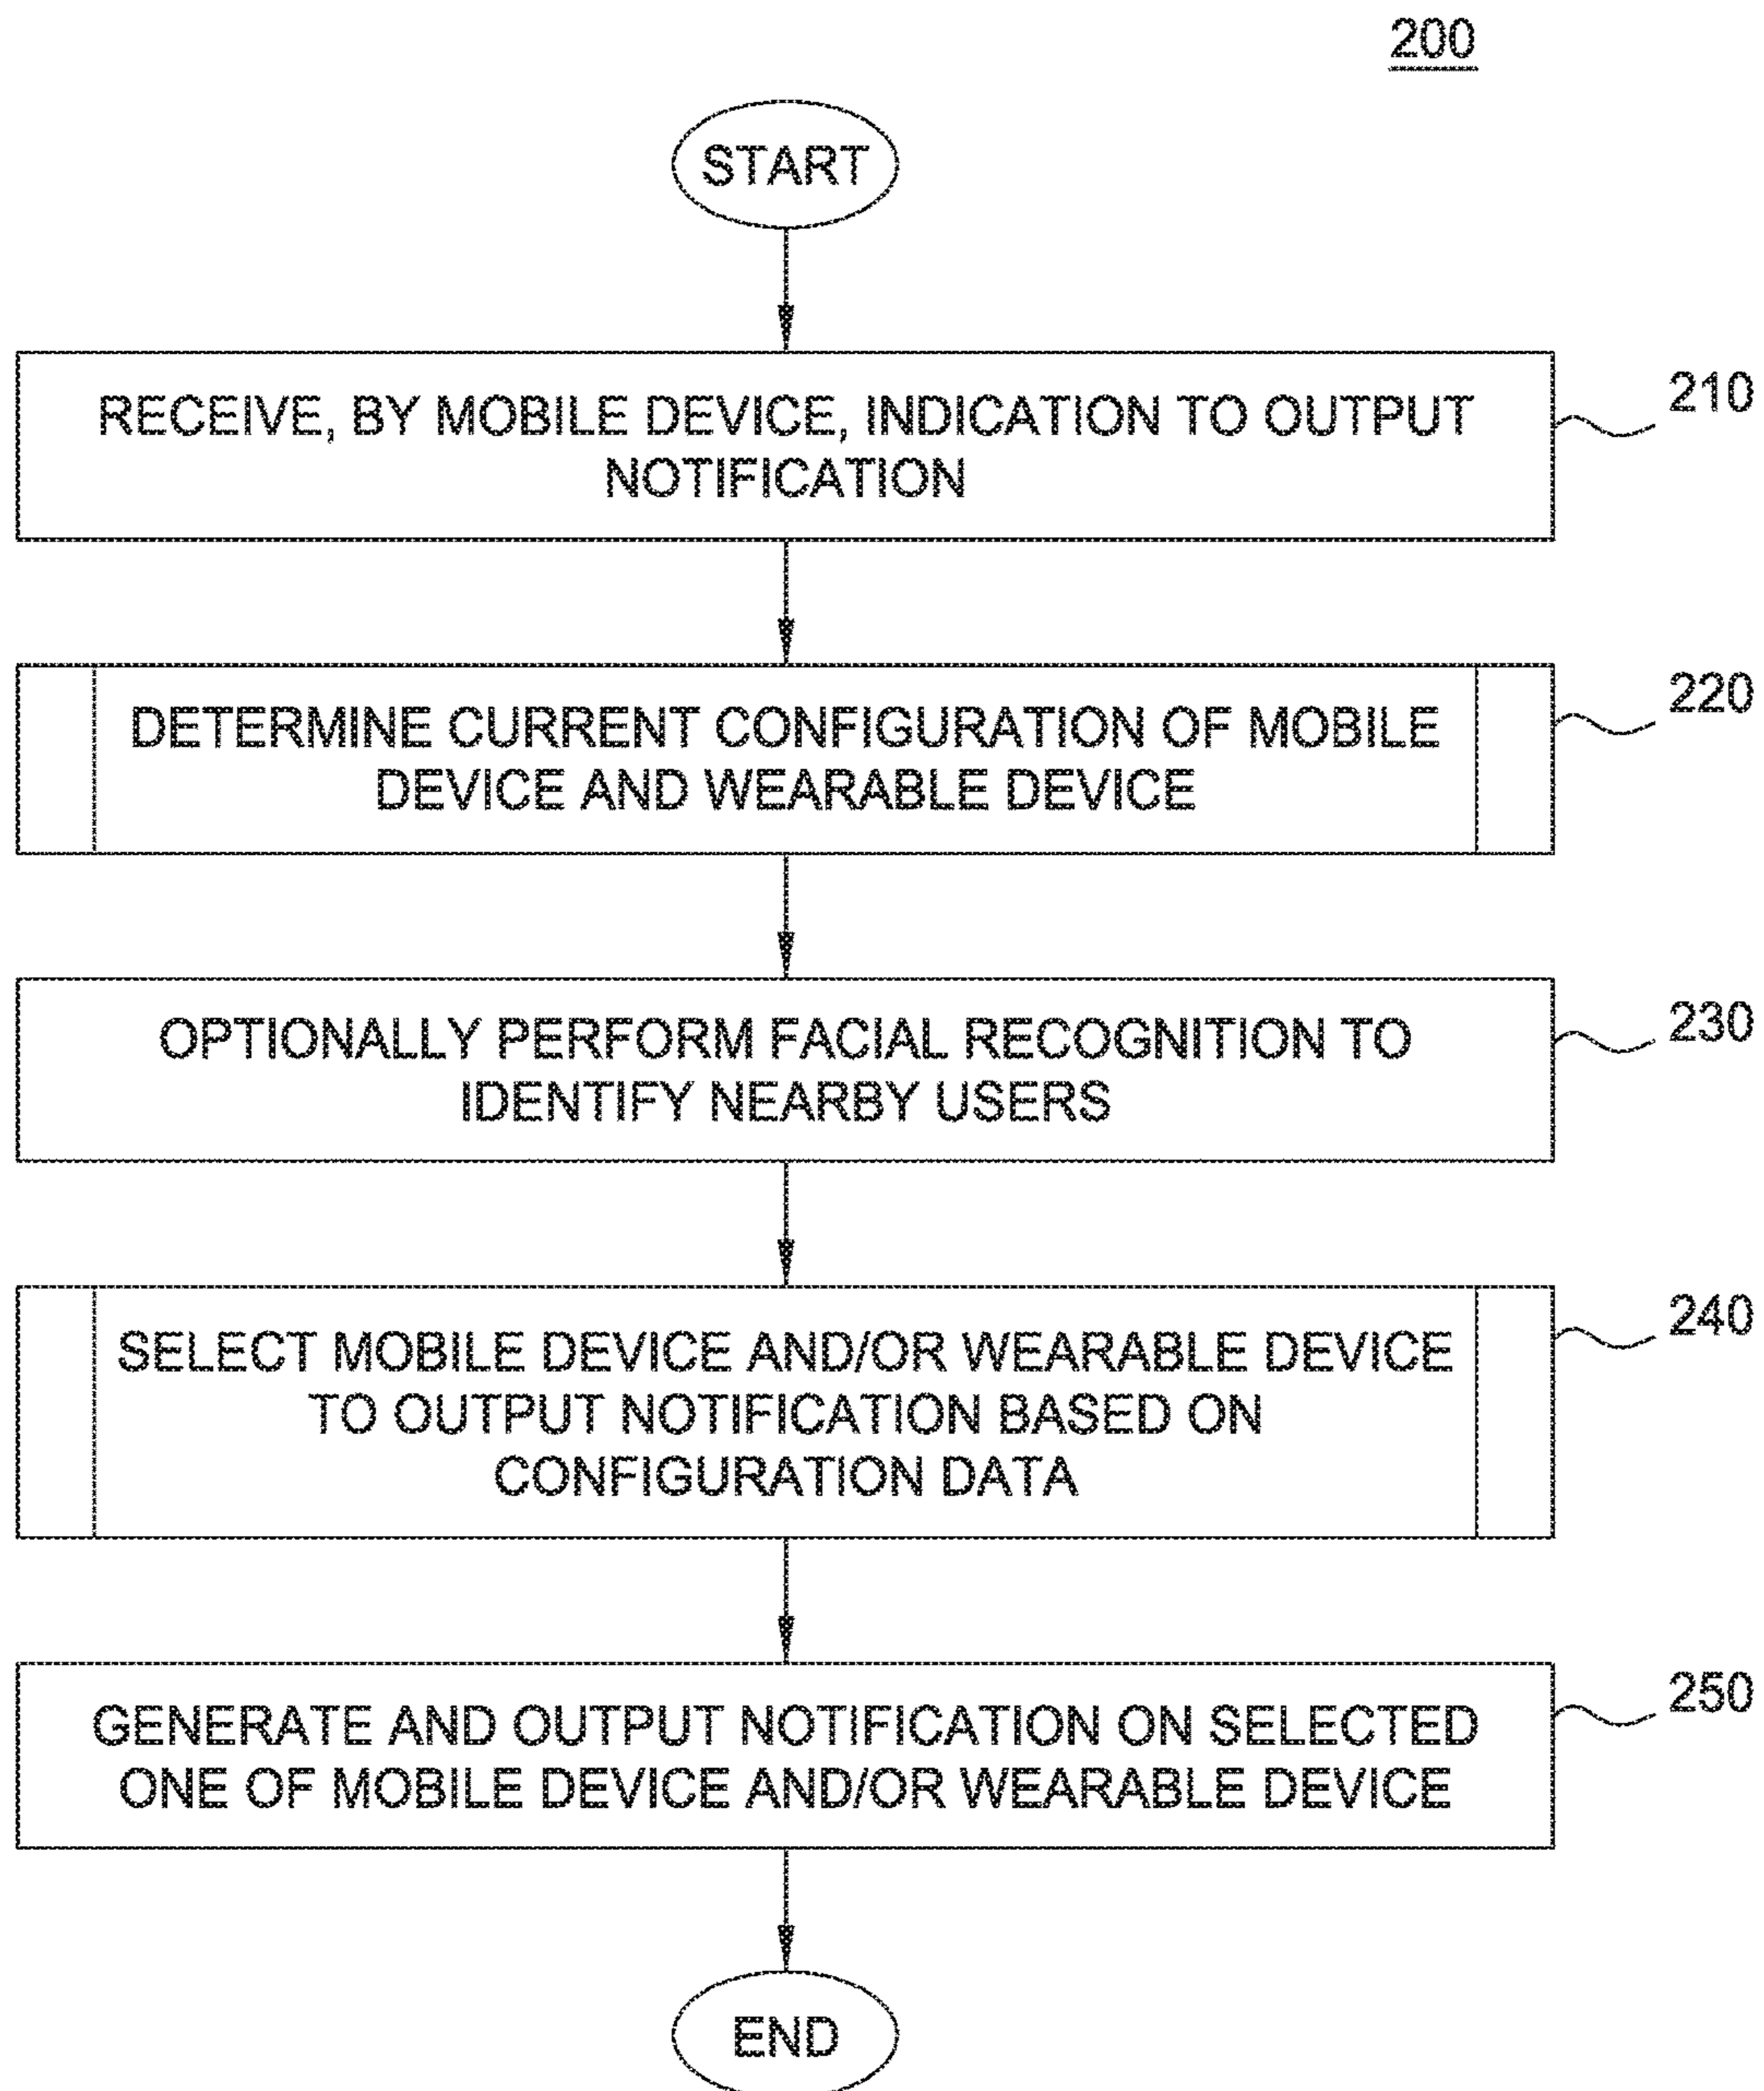 200
START
RECEIVE, BY MOBILE DEVICE, INDICATION TO OUTPUT
NOTIFICATION
210
DETERMINE CURRENT CONFIGURATION OF MOBILE
DEVICE AND WEARABLE DEVICE
220
OPTIONALLY PERFORM FACIAL RECOGNITION TO
IDENTIFY NEARBY USERS
230
SELECT MOBILE DEVICE AND/OR WEARABLE DEVICE
TO OUTPUT NOTIFICATION BASED ON
CONFIGURATION DATA
240
GENERATE AND OUTPUT NOTIFICATION ON SELECTED
ONE OF MOBILE DEVICE AND/OR WEARABLE DEVICE
250
END